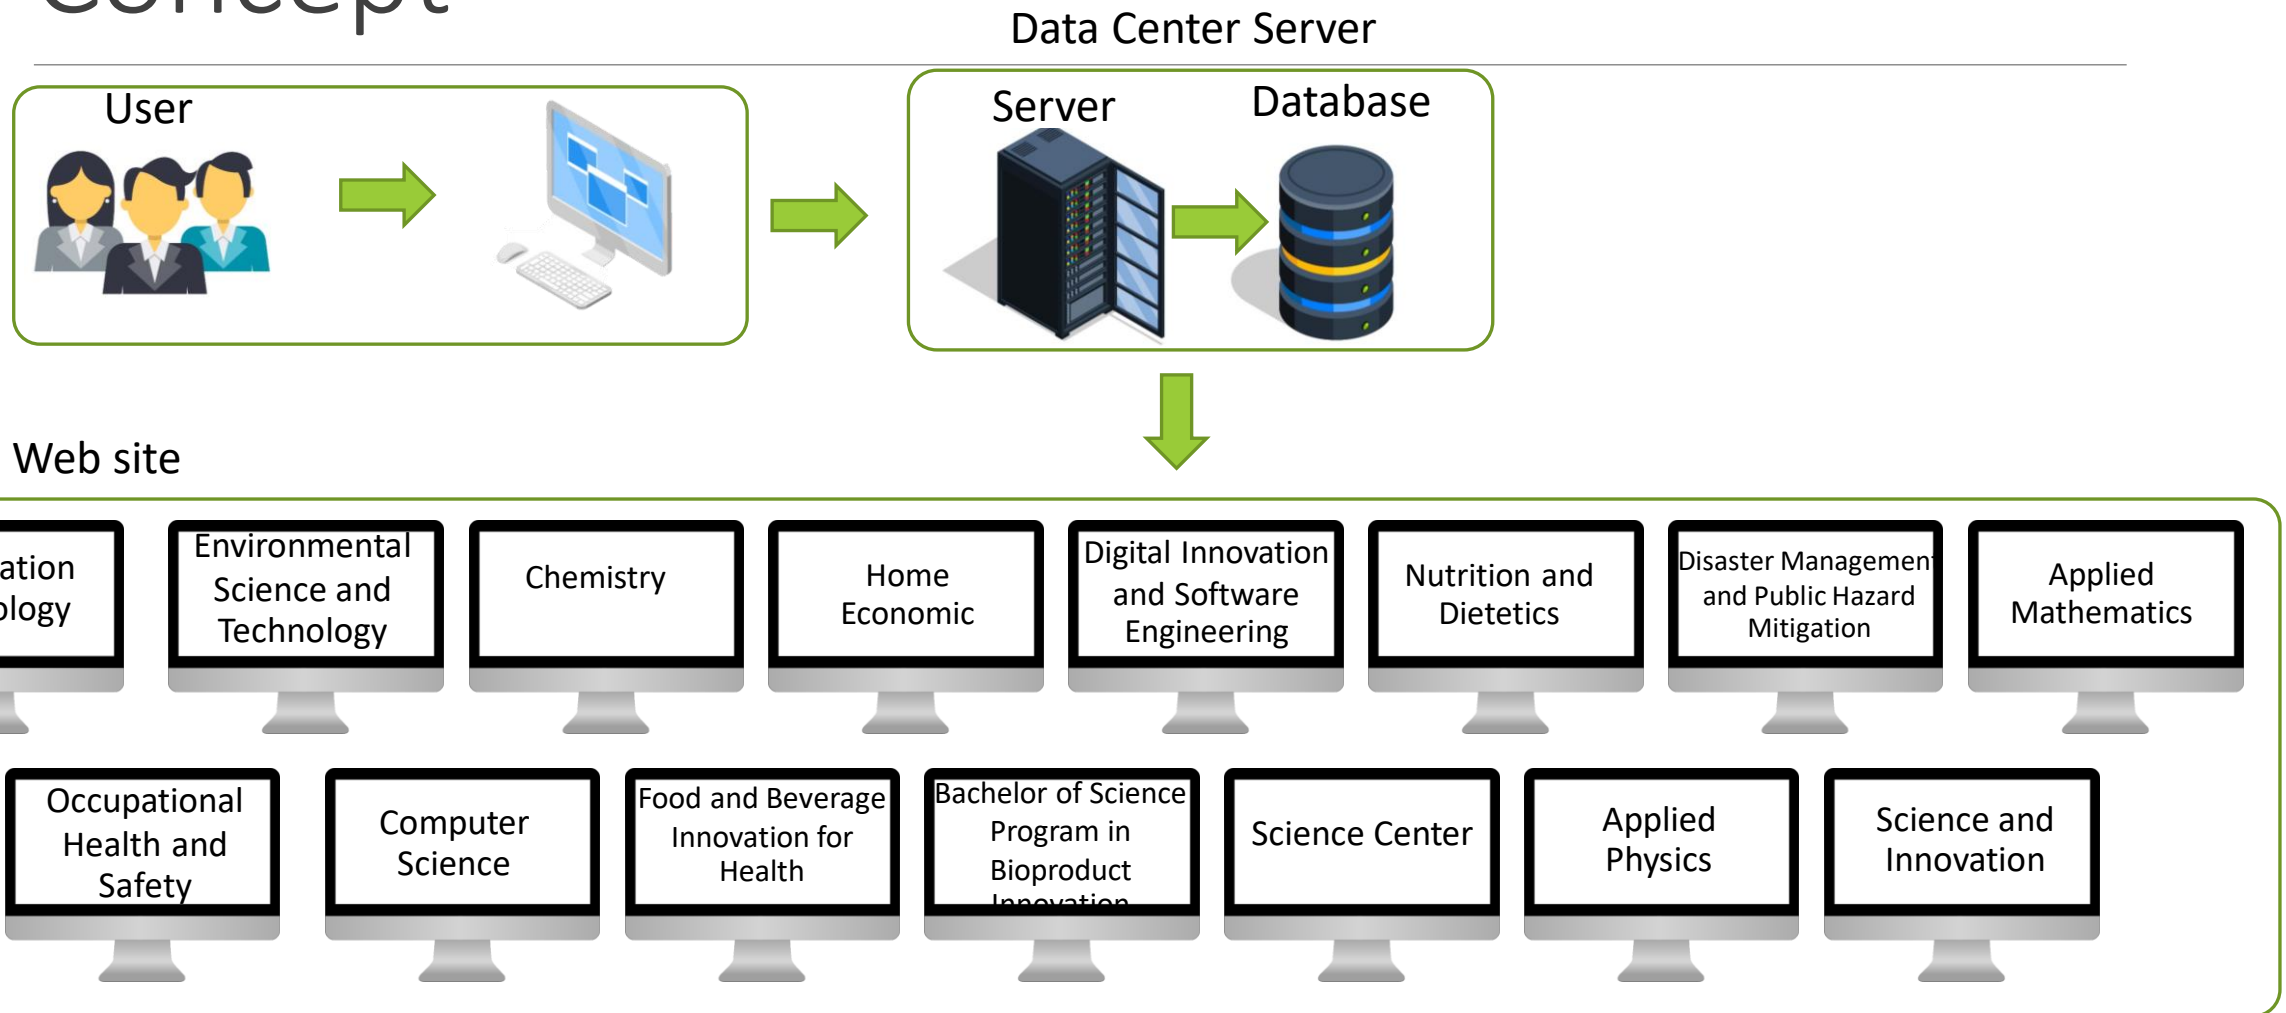 Concept
Data Center Server
User
Server
Database
Web site
Environmental
Science and
Technology
Chemistry
Home
Economic
Digital Innovation
and Software
Engineering
Nutrition and
Dietetics
Disaster Management
and Public Hazard
Mitigation
Applied
Mathematics
Occupational
Health and
Safety
Computer
Science
Food and Beverage
Innovation for
Health
Bachelor of Science
Program in
Bioproduct
Innovation
Science Center
Applied
Physics
Science and
Innovation